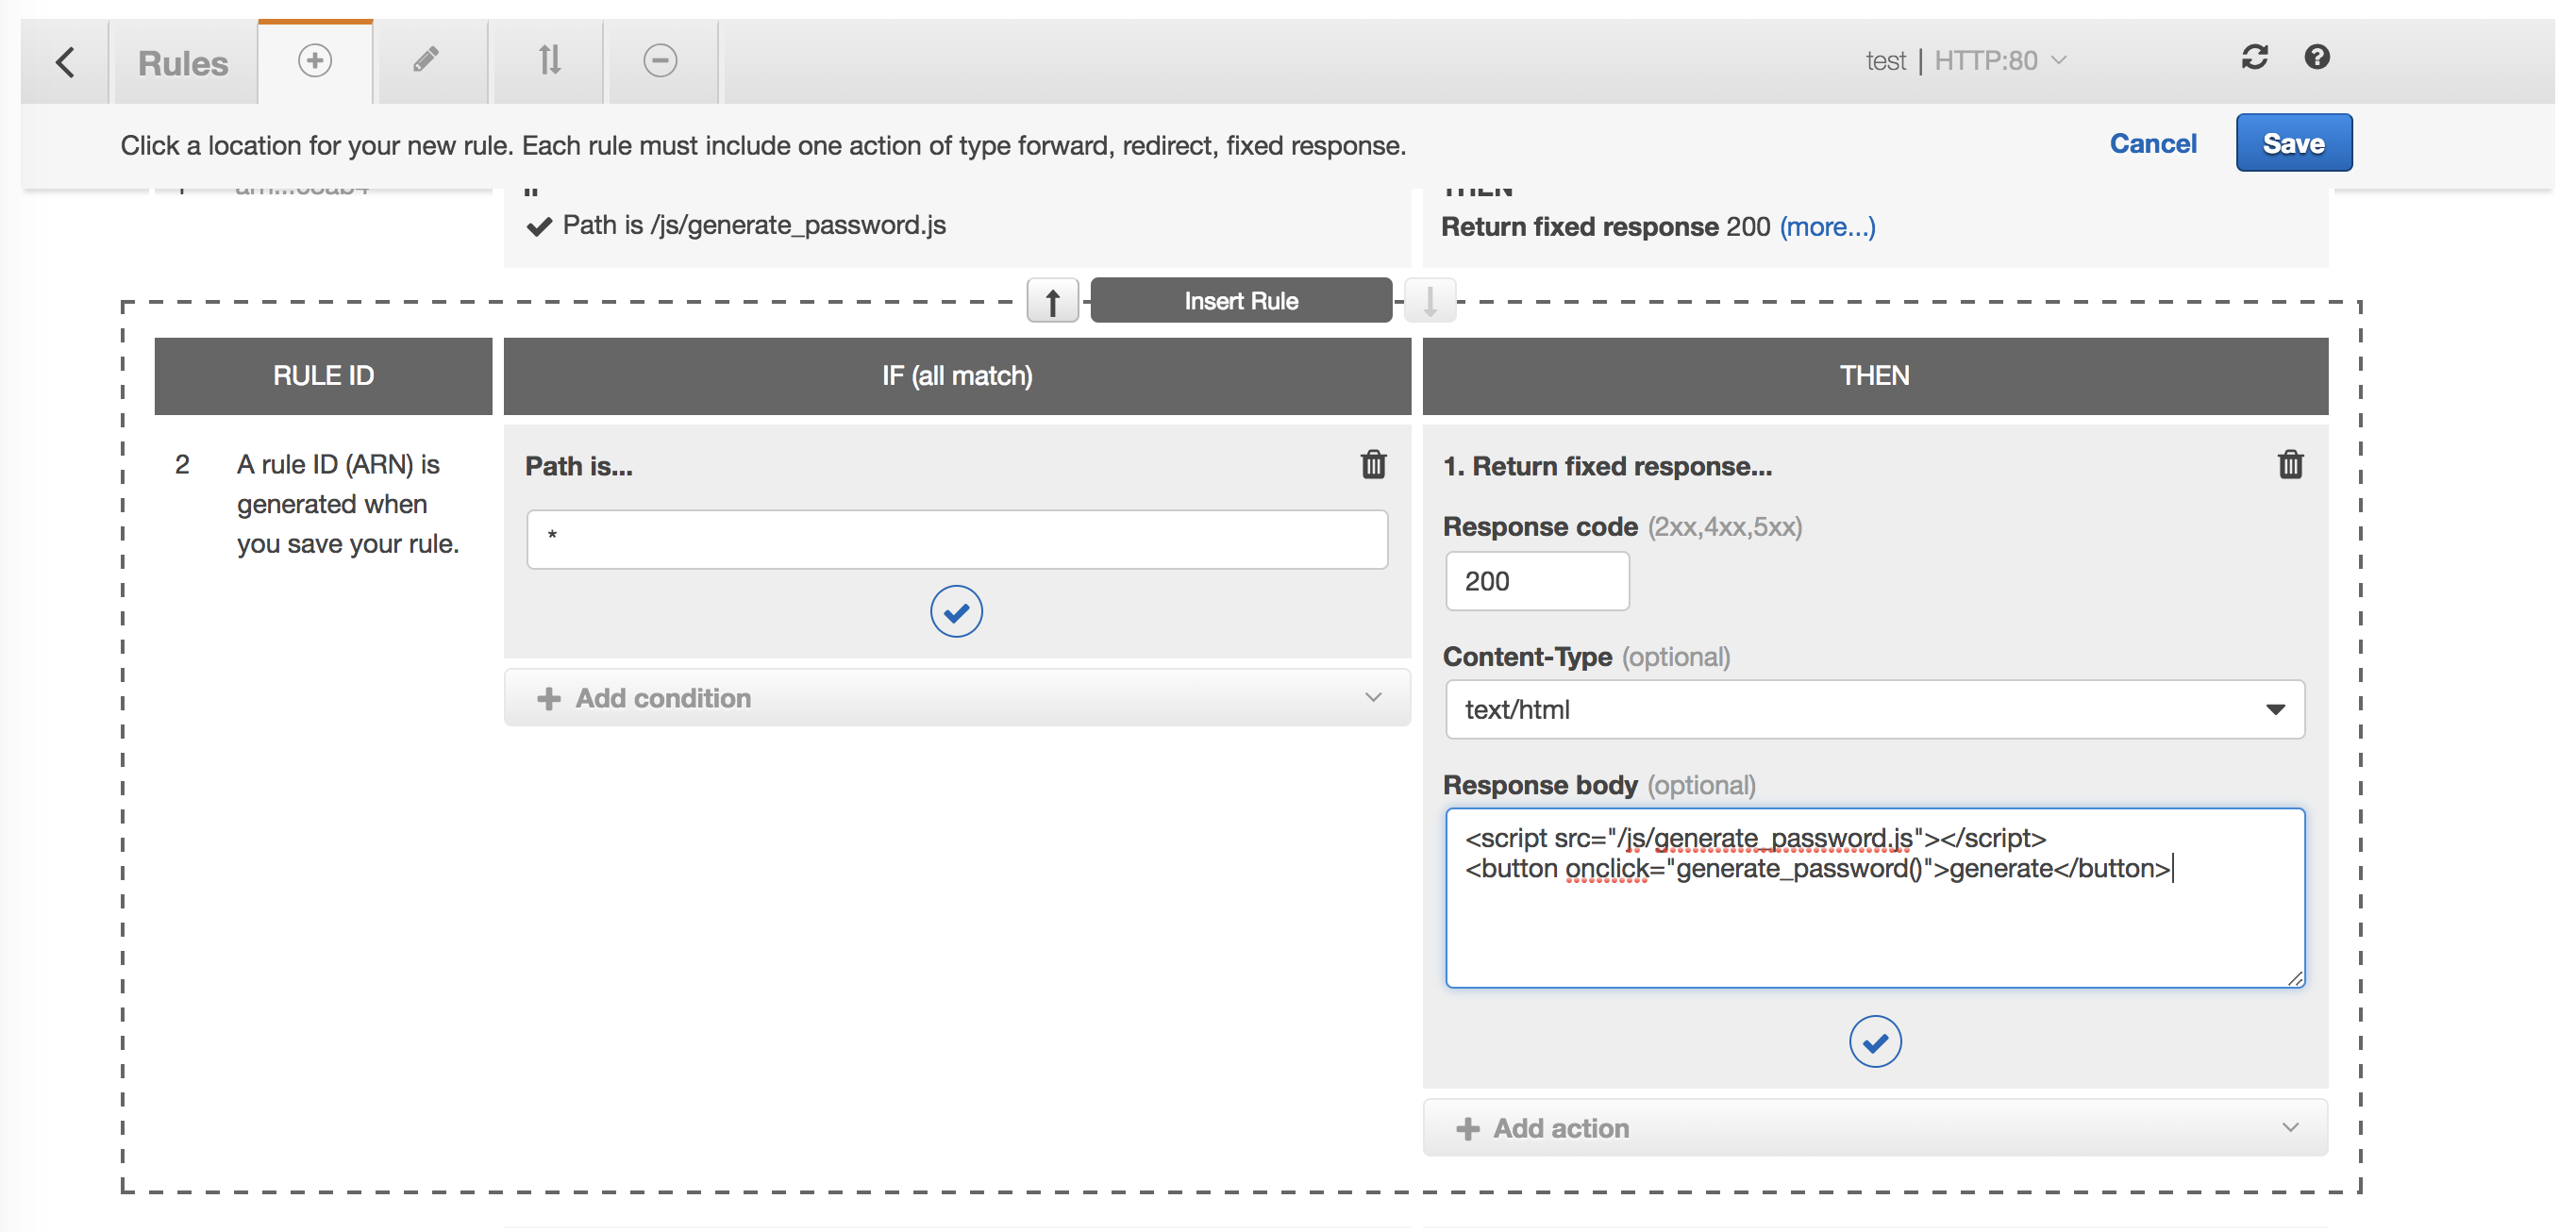 Rules
test | HTTP:80
Click a location for your new rule. Each rule must include one action of type forward, redirect, fixed response.
Cancel
Save
Path is /js/generate_password.js
THEN
Return fixed response 200 (more...)
Insert Rule
RULE ID
IF (all match)
THEN
2
A rule ID (ARN) is
generated when
you save your rule.
Path is...
*
Add condition
1. Return fixed response...
Response code (2xx,4xx,5xx)
200
Content-Type (optional)
text/html
Response body (optional)
<script src="/js/generate_password.js"></script>
<button onclick="generate_password()">generate</button>
Add action